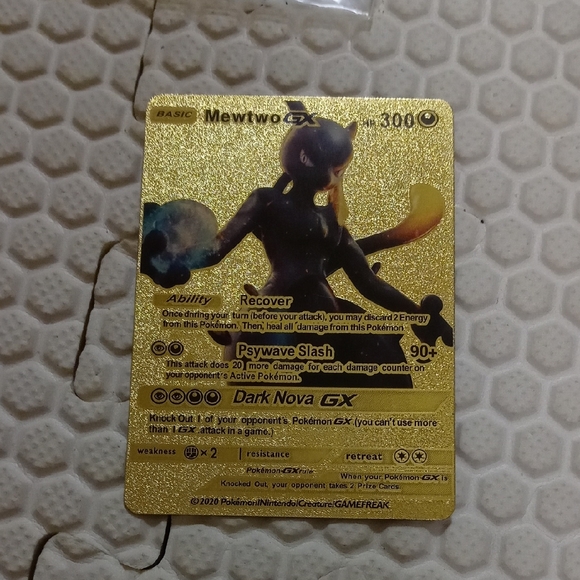 BASIC MewtwoGX HP 300
Ability Recover
Once during your turn (before your attack), you may discard 2 Energy
from this Pokémon. Then, heal all damage from this Pokémon
Psywave Slash 90+
This attack does 20 more damage for each damage counter on
your opponent's Active Pokémon.
Dark Nova GX
Knock Out 1 of your opponent's Pokémon GX.(you can't use more
than 1 GX attack in a game.)
weakness ×2 resistance retreat
Pokémon-GX rule When your Pokémon-GX is
Knocked Out, your opponent takes 2 Prize Cards.
©2020 Pokémon/Nintendo/Creature/GAMEFREAK